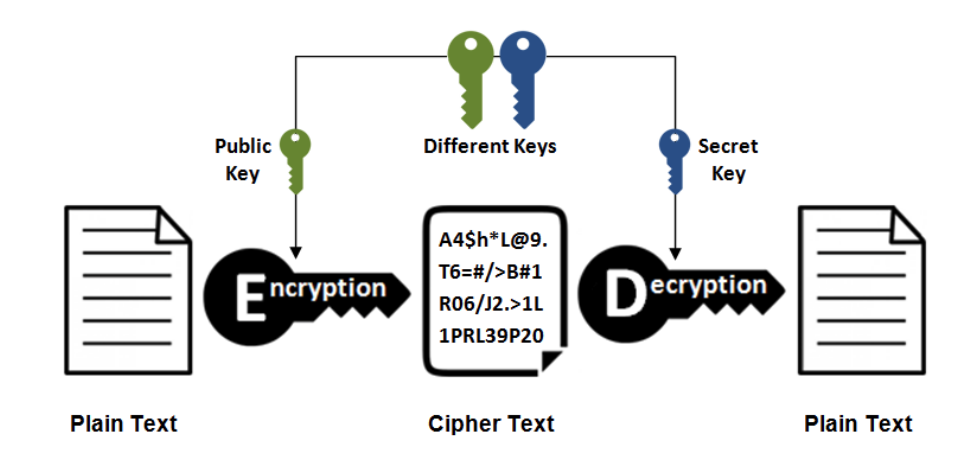 Different Keys
Public
Key
Secret
Key
Encryption
A4$h*L@9.
T6=#/>B#1
R06/J2.>1L
1PRL39P20
Decryption
Plain Text
Cipher Text
Plain Text